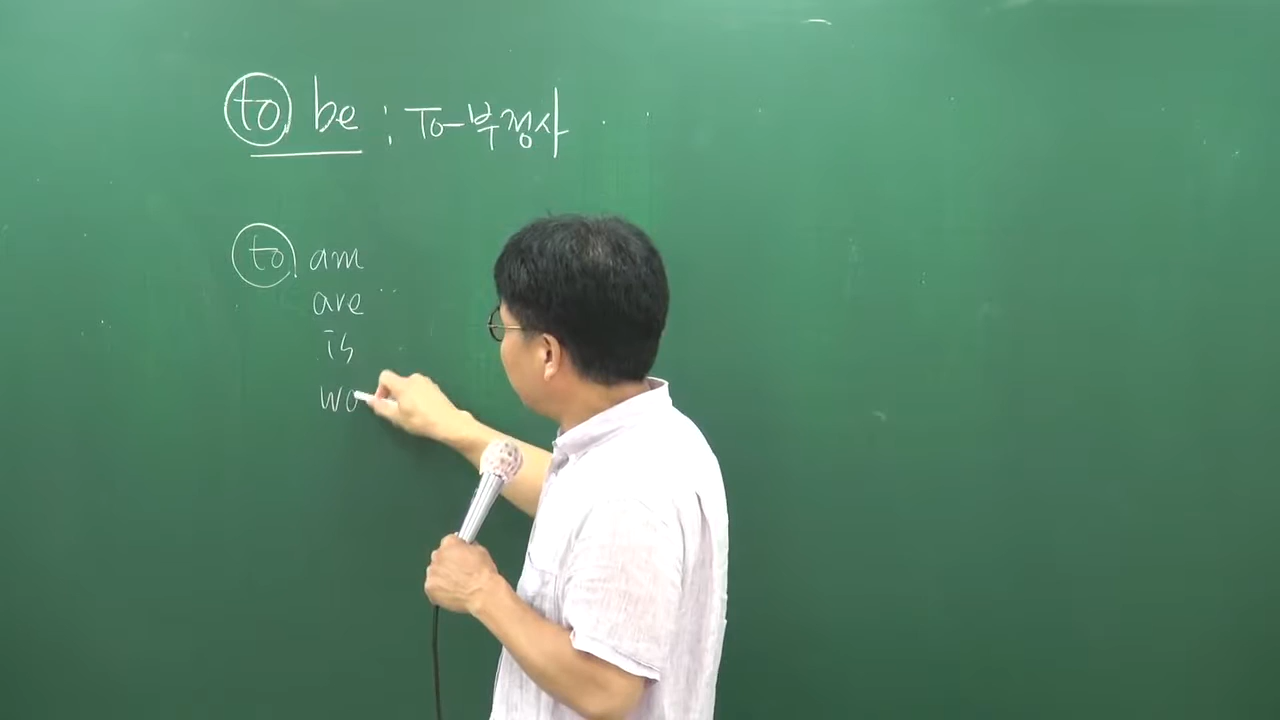 to be : To-부정사
to am
are
is
wa